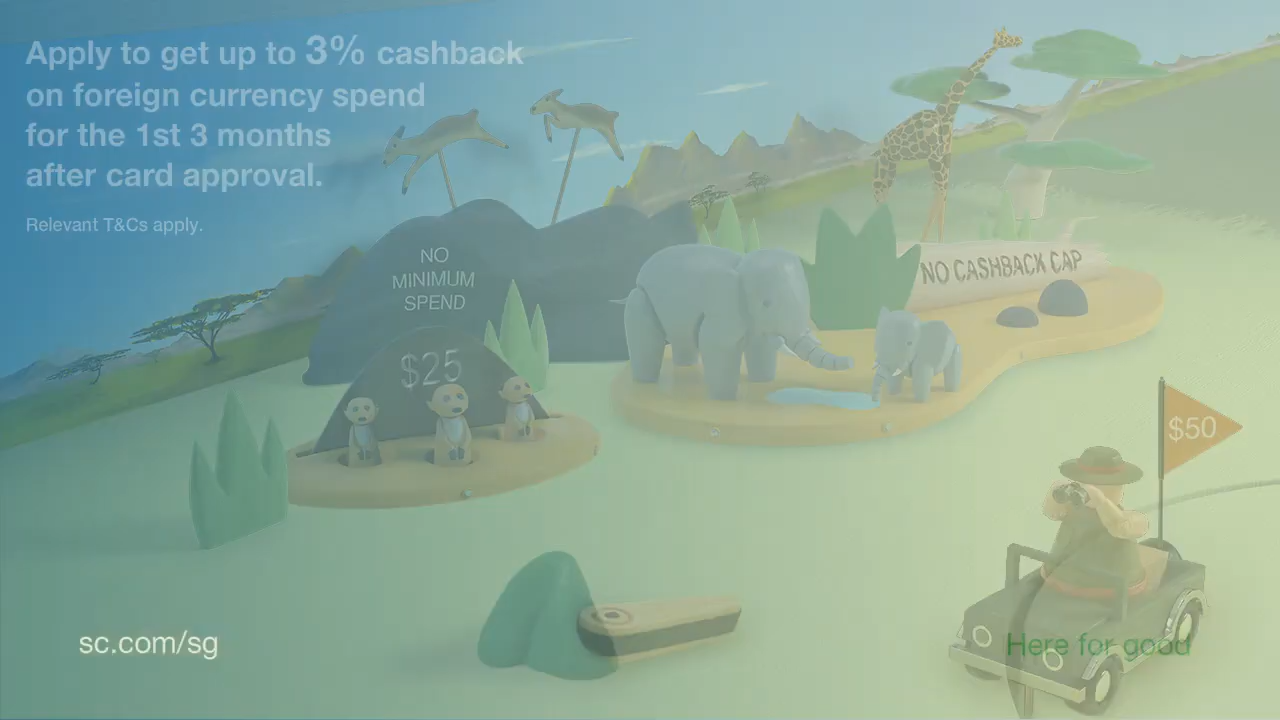 Apply to get up to 3% cashback
on foreign currency spend
for the 1st 3 months
after card approval.
Relevant T&Cs apply.
NO
MINIMUM
SPEND
$25
NO CASHBACK CAP
$50
sc.com/sg
Here for good